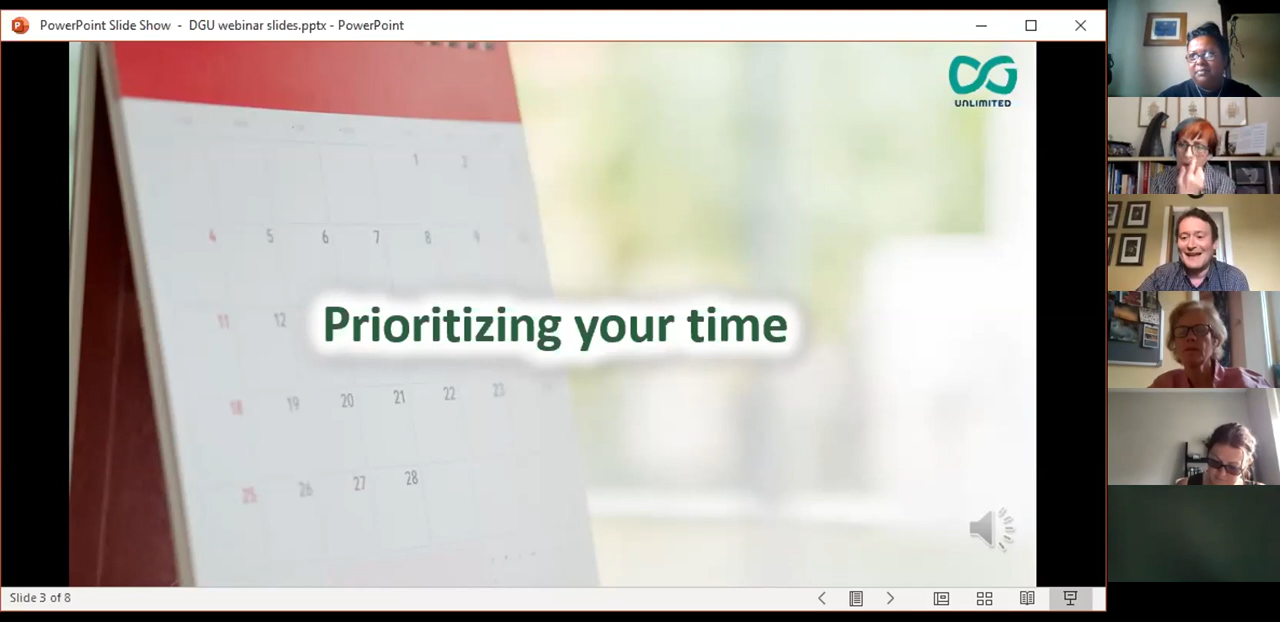 PowerPoint Slide Show - DGU webinar slides.pptx - PowerPoint
UNLIMITED
1 2
4 5 6 7 8 9
Prioritizing your time
11 12
18 19 20 21 22 23
25 26 27 28
Slide 3 of 8